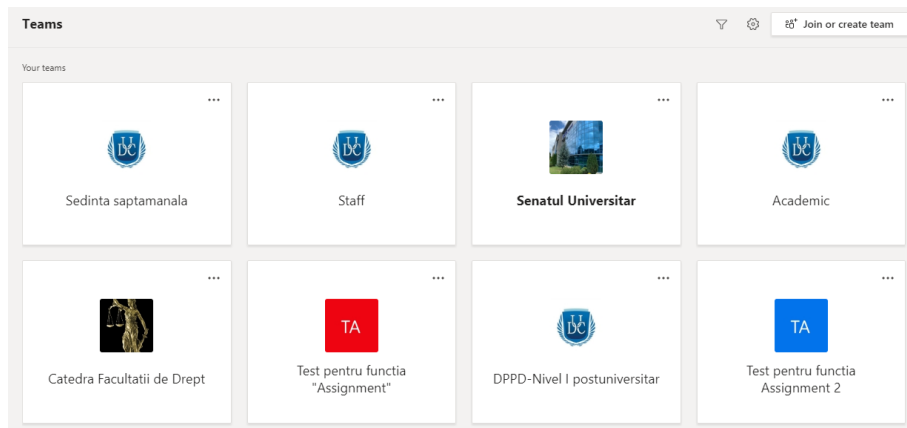 Teams
Join or create team
Your teams
Sedinta saptamanala
Staff
Senatul Universitar
Academic
Catedra Facultatii de Drept
TA
Test pentru functia
"Assignment"
DPPD-Nivel I postuniversitar
TA
Test pentru functia
Assignment 2